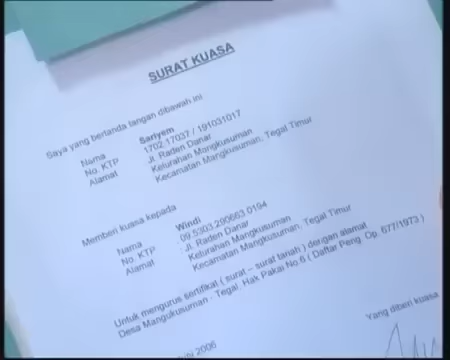 SURAT KUASA
Saya yang bertanda tangan dibawah ini
Nama Sariyem
No. KTP 1702.17037 / 191031017
Alamat Jl. Raden Danar
Kelurahan Mangkusuman
Kecamatan Mangkusuman, Tegal Timur
Memberi kuasa kepada
Nama Windi
No. KTP : 09.5303.290663.0194
Alamat : Jl. Raden Danar
Kelurahan Mangkusuman
Kecamatan Mangkusuman, Tegal Timur
Untuk mengurus sertifikat ( surat – surat tanah ) dengan alamat
Desa Mangukusuman - Tegal, Hak Pakai No.6 ( Daftar Peng. Op. 677/1973 )
2006
Yang diberi kuasa